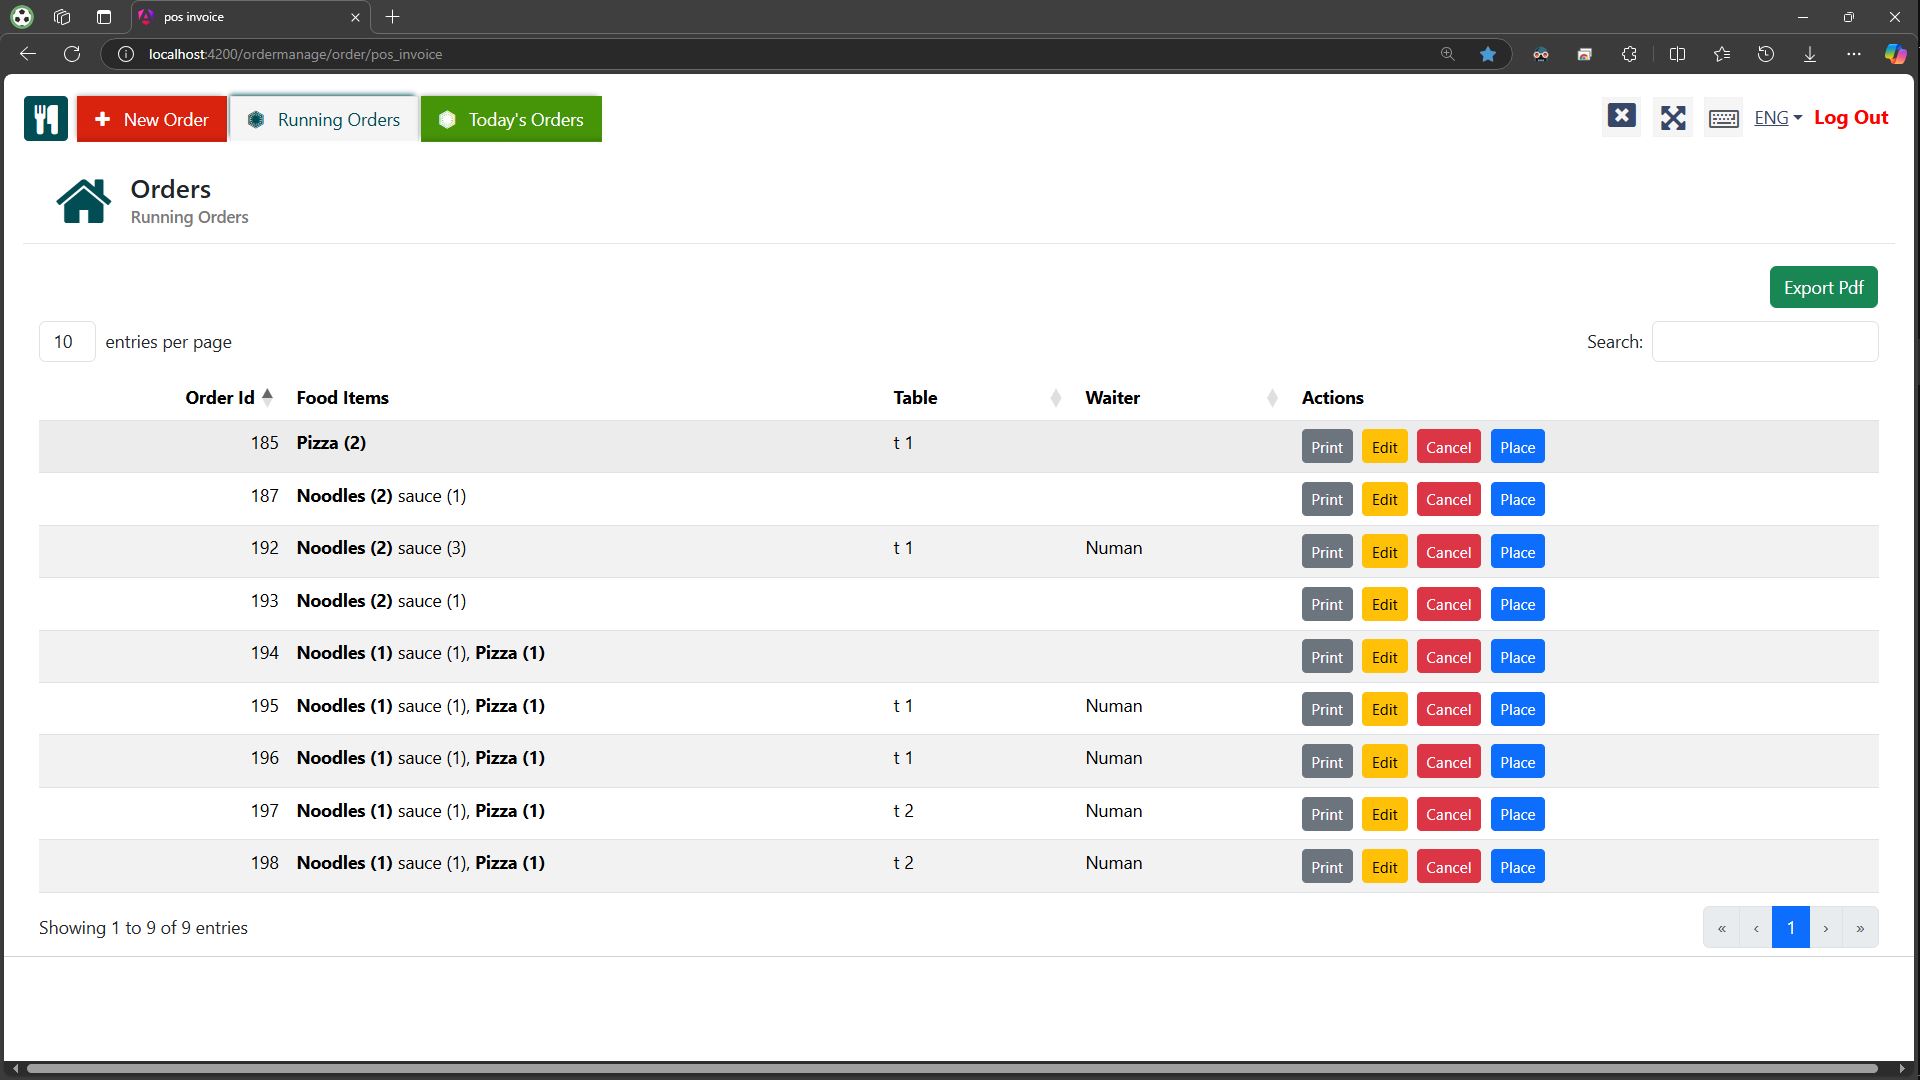 pos invoice
localhost:4200/ordermanage/order/pos_invoice
New Order Running Orders Today's Orders ENG Log Out
Orders
Running Orders
Export Pdf
10 entries per page Search:
Order Id Food Items Table Waiter Actions
185 Pizza (2) t 1 Print Edit Cancel Place
187 Noodles (2) sauce (1) Print Edit Cancel Place
192 Noodles (2) sauce (3) t 1 Numan Print Edit Cancel Place
193 Noodles (2) sauce (1) Print Edit Cancel Place
194 Noodles (1) sauce (1), Pizza (1) Print Edit Cancel Place
195 Noodles (1) sauce (1), Pizza (1) t 1 Numan Print Edit Cancel Place
196 Noodles (1) sauce (1), Pizza (1) t 1 Numan Print Edit Cancel Place
197 Noodles (1) sauce (1), Pizza (1) t 2 Numan Print Edit Cancel Place
198 Noodles (1) sauce (1), Pizza (1) t 2 Numan Print Edit Cancel Place
Showing 1 to 9 of 9 entries « ‹ 1 › »